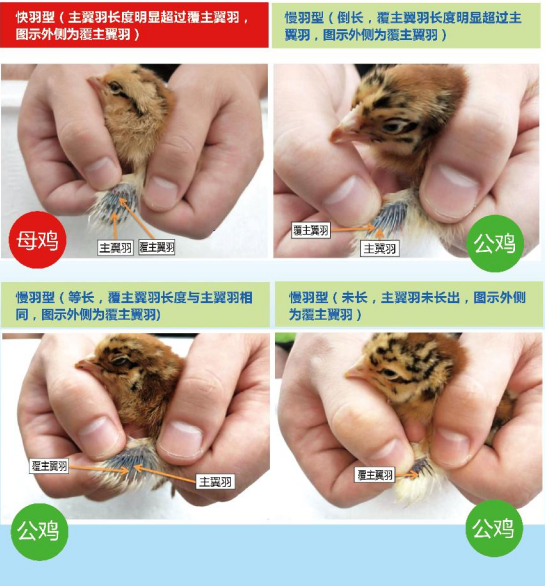 快羽型（主翼羽长度明显超过覆主翼羽，
图示外侧为覆主翼羽）
慢羽型（倒长，覆主翼羽长度明显超过主
翼羽，图示外侧为覆主翼羽）
母鸡
主翼羽
覆主翼羽
覆主翼羽
主翼羽
公鸡
慢羽型（等长，覆主翼羽长度与主翼羽相
同，图示外侧为覆主翼羽)
慢羽型（未长，主翼羽未长出，图示外侧
为覆主翼羽）
覆主翼羽
主翼羽
公鸡
覆主翼羽
公鸡